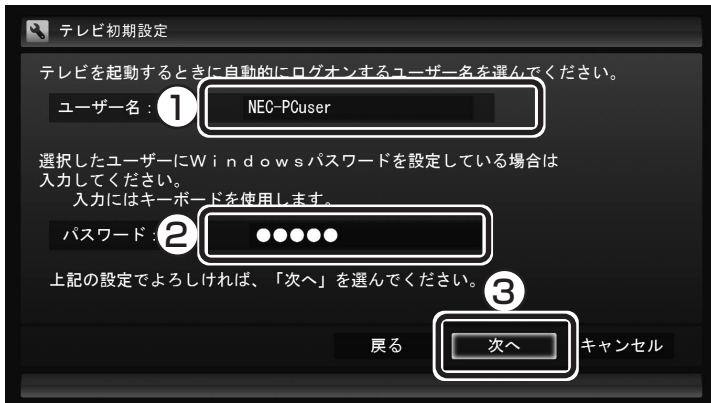 テレビ初期設定
テレビを起動するときに自動的にログオンするユーザー名を選んでください。
ユーザー名： 1 NEC-PCuser
選択したユーザーにＷｉｎｄｏｗｓパスワードを設定している場合は
入力してください。
入力にはキーボードを使用します。
パスワード： 2 ●●●●●
上記の設定でよろしければ、「次へ」を選んでください。
3
戻る 次へ キャンセル